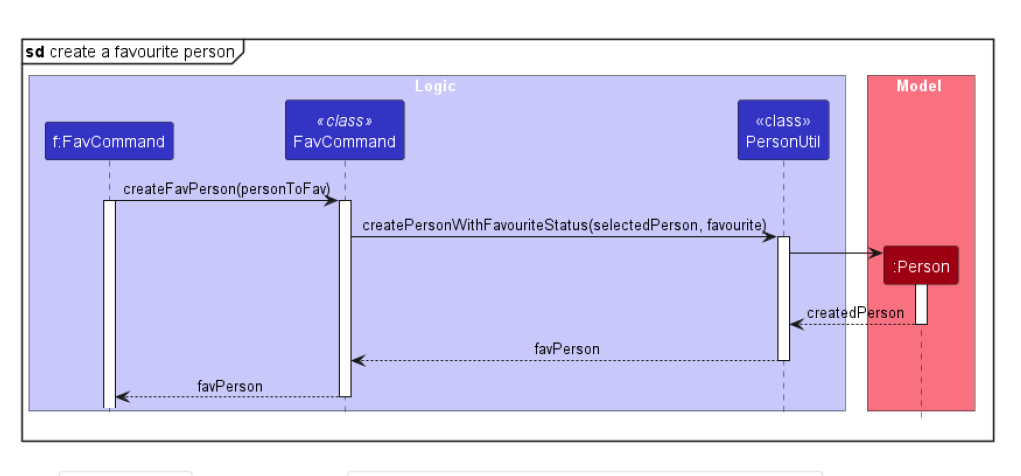 sd create a favourite person
Logic
Model
«class»
FavCommand
«class»
PersonUtil
f:FavCommand
createFavPerson(personToFav)
createPersonWithFavouriteStatus(selectedPerson, favourite)
:Person
createdPerson
favPerson
favPerson